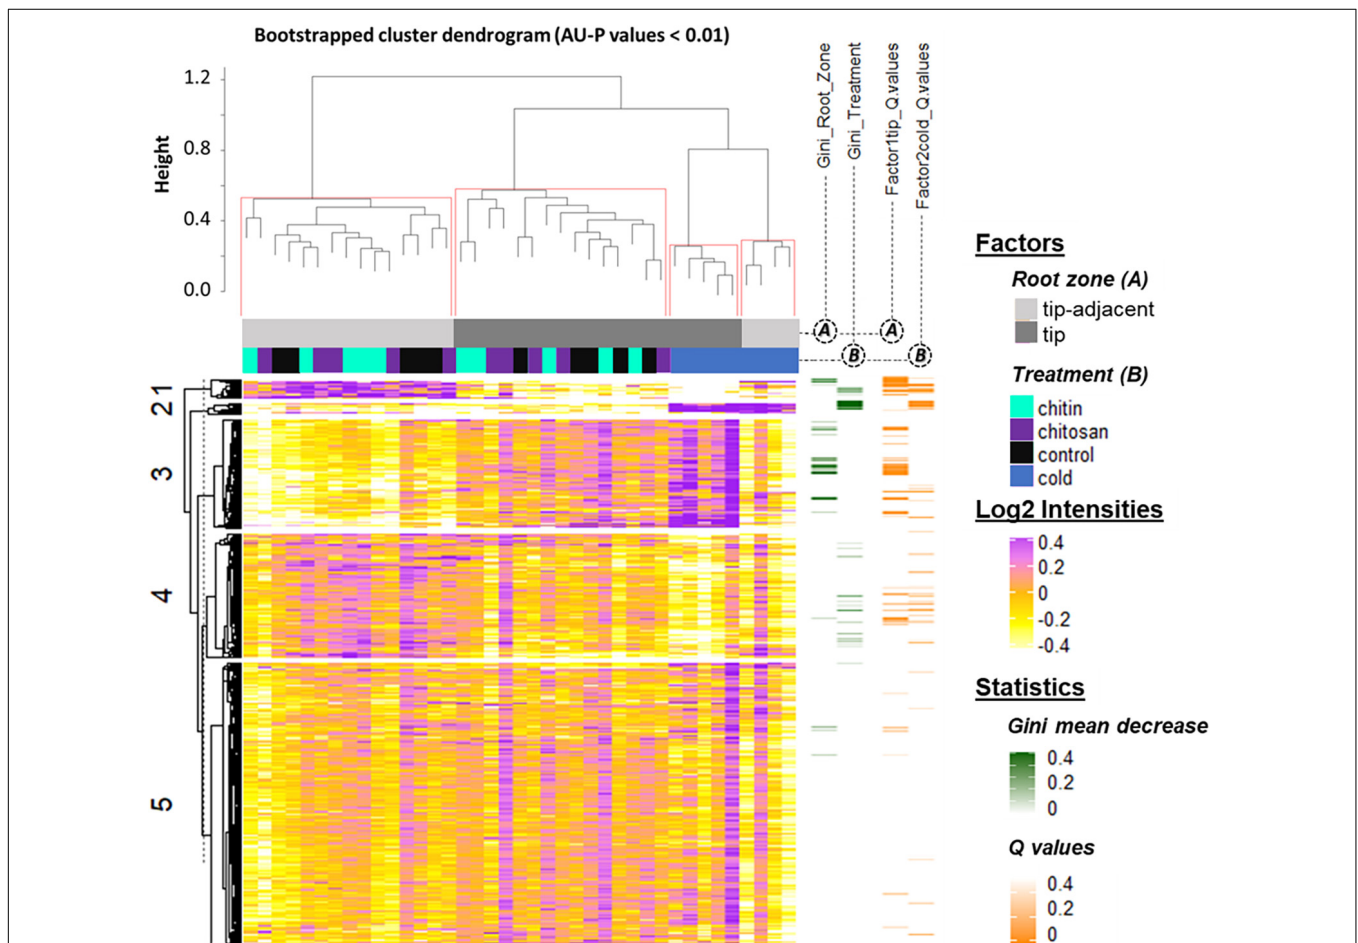 Bootstrapped cluster dendrogram (AU-P values < 0.01)
Height
1.2
0.8
0.4
0.0
Gini_Root_Zone
Gini_Treatment
Factor1tip_Q.values
Factor2cold_Q.values
A
A
B
B
1
2
3
4
5
Factors
Root zone (A)
tip-adjacent
tip
Treatment (B)
chitin
chitosan
control
cold
Log2 Intensities
0.4
0.2
0
-0.2
-0.4
Statistics
Gini mean decrease
0.4
0.2
0
Q values
0.4
0.2
0